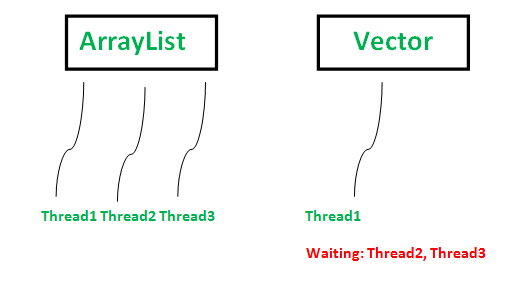 ArrayList
Vector
Thread1 Thread2 Thread3
Thread1
Waiting: Thread2, Thread3